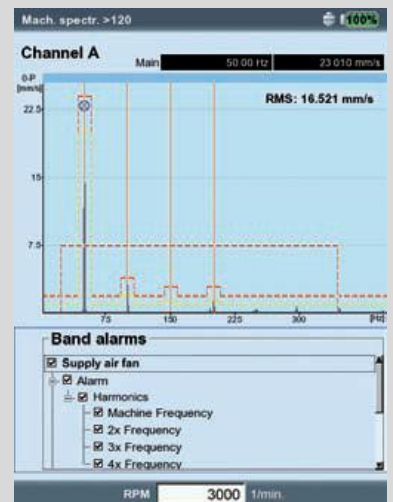 Mach. spectr. >120 100%
Channel A
Main 50.00 Hz 23.010 mm/s
0-P
[mm/s]
RMS: 16.521 mm/s
22.5
15
7.5
75 150 225 300 [Hz]
Band alarms
Supply air fan
Alarm
Harmonics
Machine Frequency
2x Frequency
3x Frequency
4x Frequency
RPM 3000 1/min.